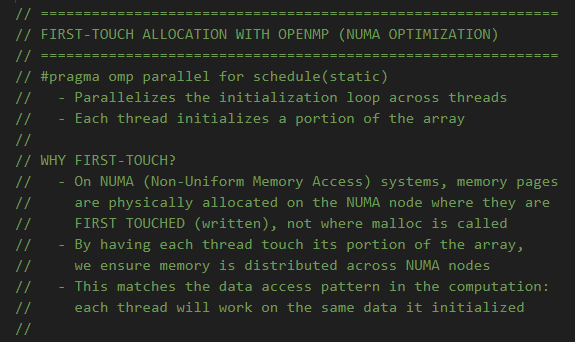 // =============================================================
// FIRST-TOUCH ALLOCATION WITH OPENMP (NUMA OPTIMIZATION)
// =============================================================
// #pragma omp parallel for schedule(static)
//   - Parallelizes the initialization loop across threads
//   - Each thread initializes a portion of the array
//
// WHY FIRST-TOUCH?
//   - On NUMA (Non-Uniform Memory Access) systems, memory pages
//     are physically allocated on the NUMA node where they are
//     FIRST TOUCHED (written), not where malloc is called
//   - By having each thread touch its portion of the array,
//     we ensure memory is distributed across NUMA nodes
//   - This matches the data access pattern in the computation:
//     each thread will work on the same data it initialized
//